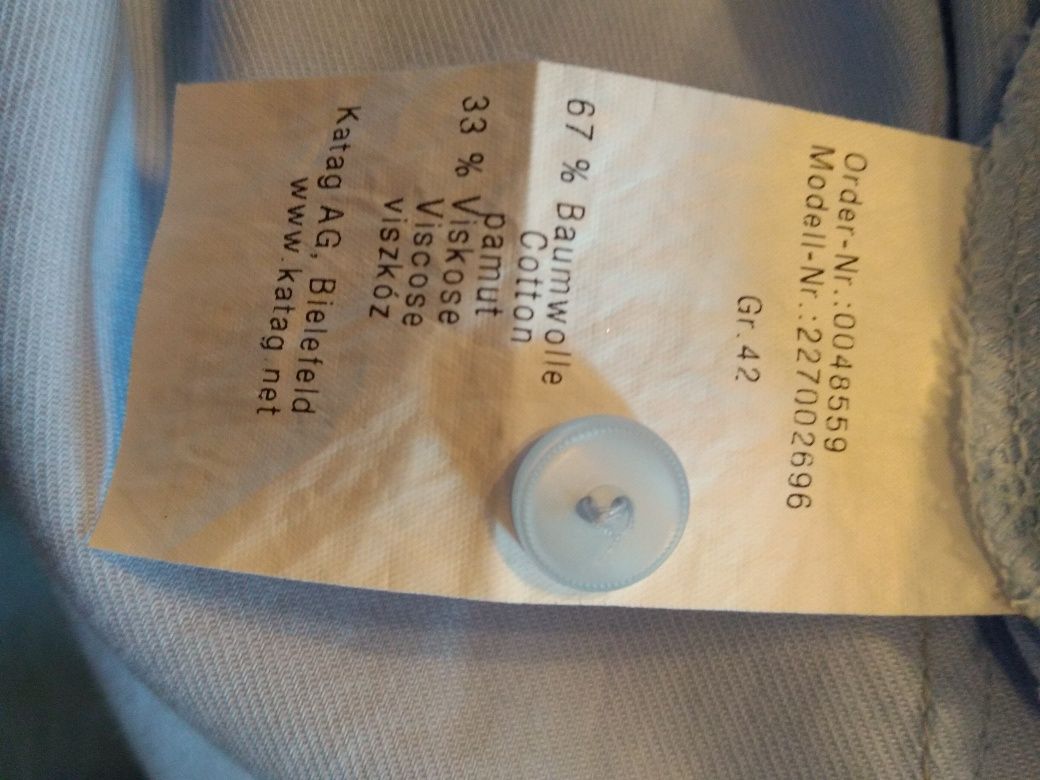 Order-Nr.:0048559
Modell-Nr.:227002696
Gr.42
67 % Baumwolle
Cotton
pamut
33 % Viskose
Viscose
viszkóz
Katag AG, Bielefeld
www.katag.net